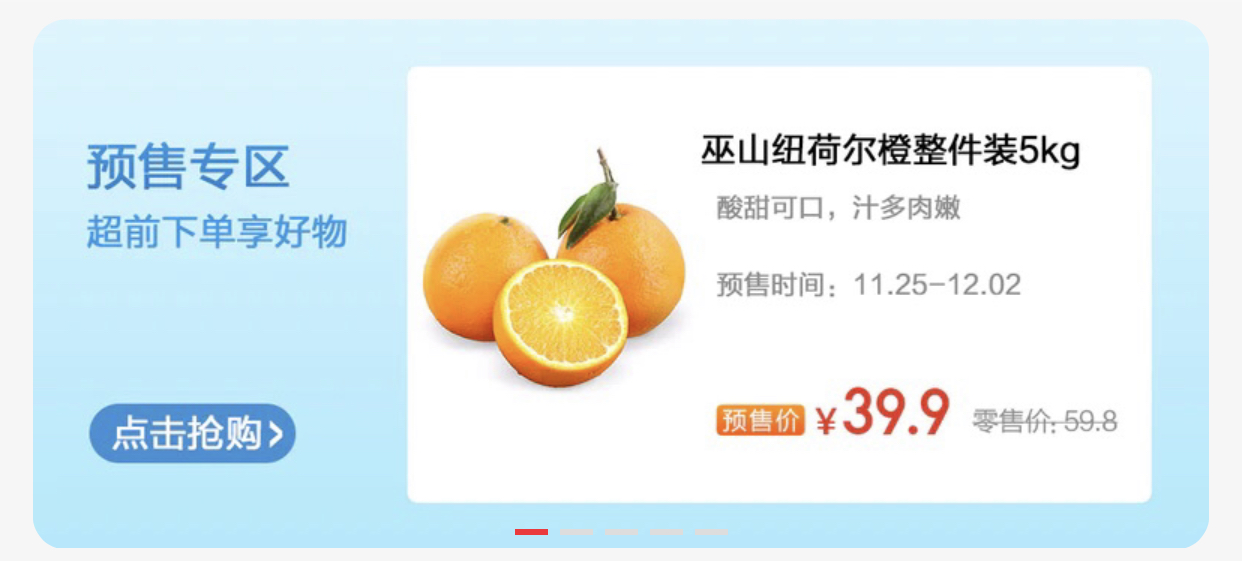 预售专区
超前下单享好物
点击抢购>
巫山纽荷尔橙整件装5kg
酸甜可口，汁多肉嫩
预售时间：11.25-12.02
预售价 ¥39.9 零售价：59.8